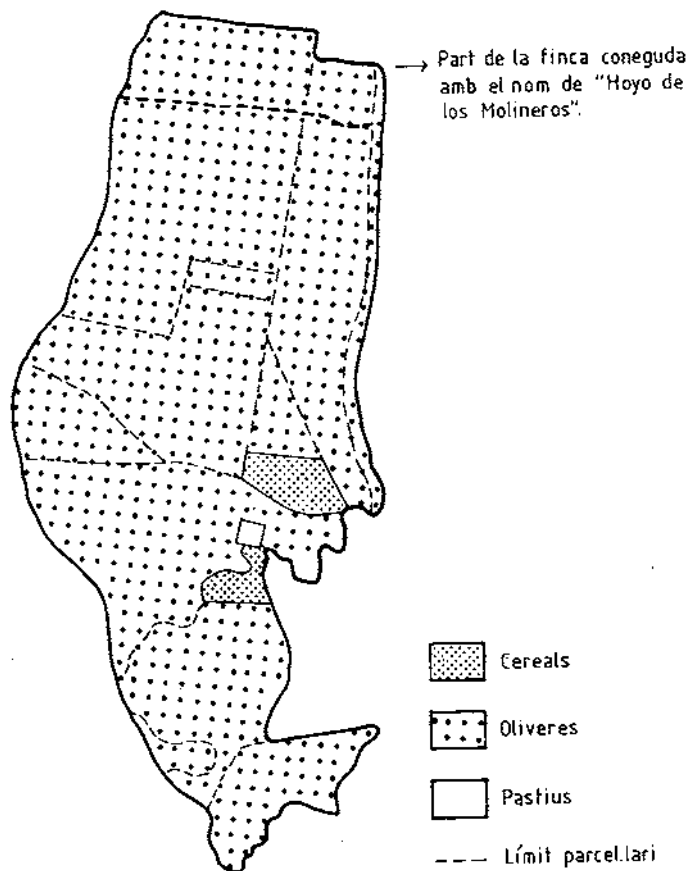 Part de la finca coneguda
amb el nom de "Hoyo de
los Molineros".
Cereals
Oliveres
Pastius
Límit parcel.lari